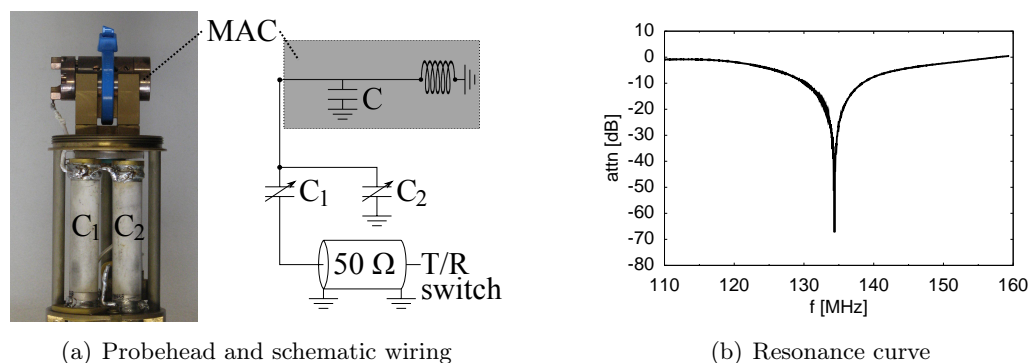 MAC
C
C₁
C₂
C₁
C₂
50 Ω
T/R
switch
(a) Probehead and schematic wiring
10
0
-10
-20
-30
-40
-50
-60
-70
-80
attn [dB]
110 120 130 140 150 160
f [MHz]
(b) Resonance curve